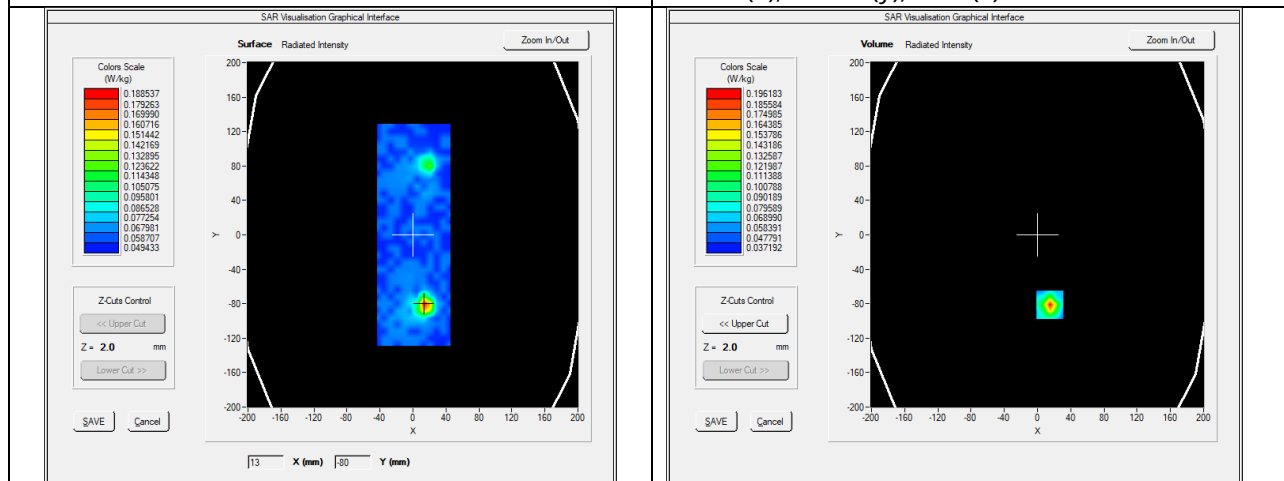 SAR Visualisation Graphical Interface
Surface Radiated Intensity
Zoom In/Out
Colors Scale
(W/kg)
0.188537
0.179263
0.169990
0.160716
0.151442
0.142169
0.132895
0.123622
0.114348
0.105075
0.095801
0.086528
0.077254
0.067981
0.058707
0.049433
Z-Cuts Control
<< Upper Cut
Z = 2.0 mm
Lower Cut >>
SAVE Cancel
200
160
120
80
40
0
-40
-80
-120
-160
-200
Y
-200 -160 -120 -80 -40 0 40 80 120 160 200
X
13 X (mm) -80 Y (mm)
SAR Visualisation Graphical Interface
Volume Radiated Intensity
Zoom In/Out
Colors Scale
(W/kg)
0.196183
0.185584
0.174985
0.164385
0.153786
0.143186
0.132587
0.121987
0.111388
0.100788
0.090189
0.079589
0.068990
0.058391
0.047791
0.037192
Z-Cuts Control
<< Upper Cut
Z = 2.0 mm
Lower Cut >>
SAVE Cancel
200
160
120
80
40
0
-40
-80
-120
-160
-200
Y
-200 -160 -120 -80 -40 0 40 80 120 160 200
X